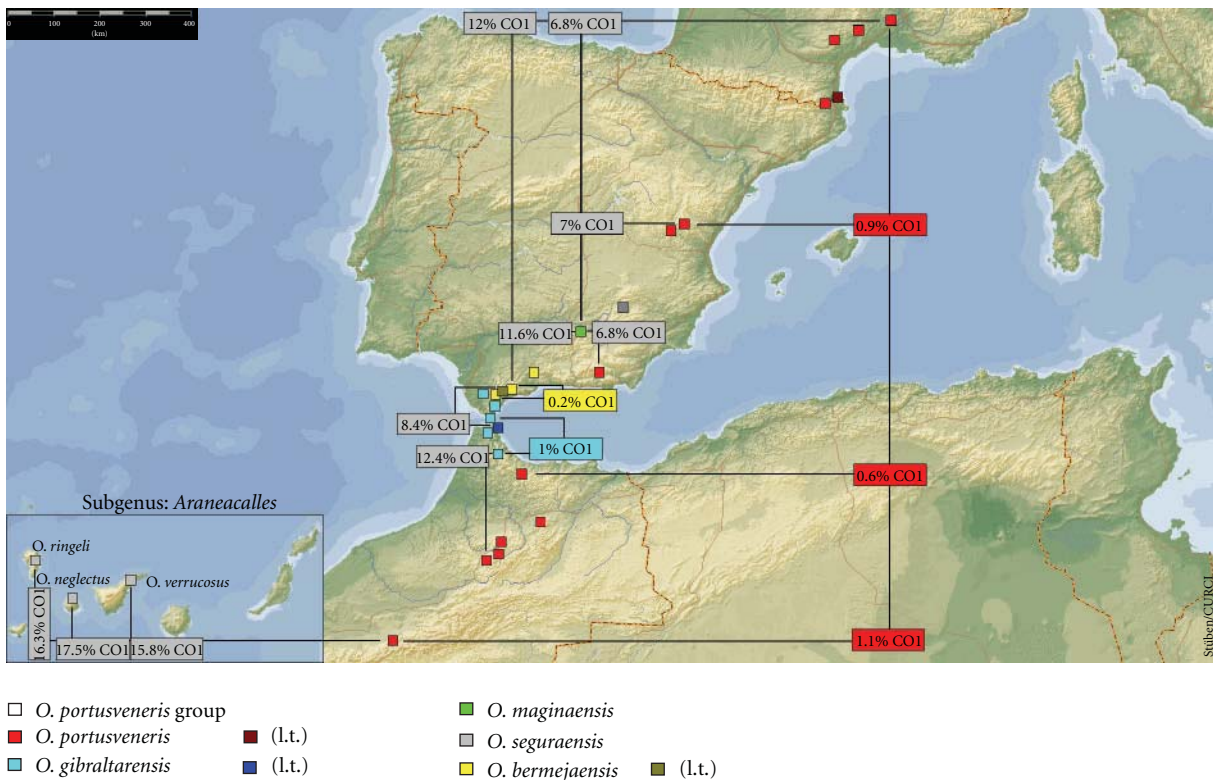 0 100 200 300 400
(km)
12% CO1 6.8% CO1
7% CO1 0.9% CO1
11.6% CO1 6.8% CO1
0.2% CO1
8.4% CO1
1% CO1
12.4% CO1
0.6% CO1
Subgenus: Araneacalles
O. ringeli
O. neglectus O. verrucosus
16.3% CO1
17.5% CO1 15.8% CO1
1.1% CO1
Stüben/CURCI
O. portusveneris group
O. portusveneris (l.t.)
O. gibraltarensis (l.t.)
O. maginaensis
O. seguraensis
O. bermejaensis (l.t.)